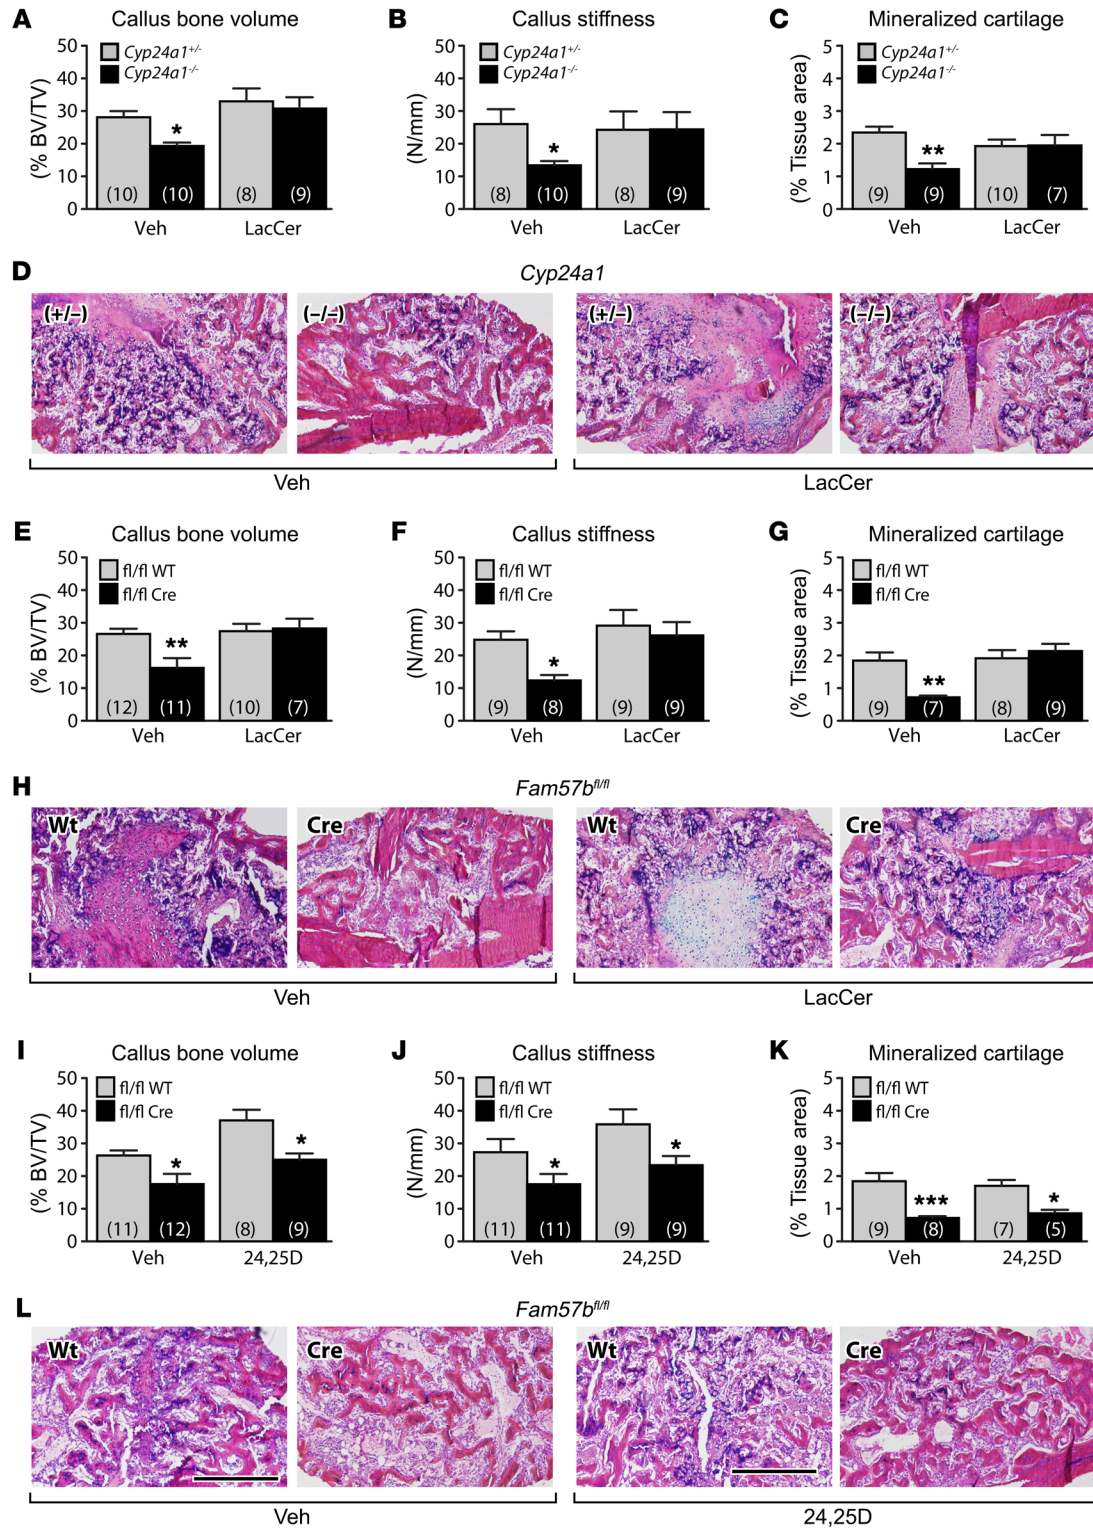 A Callus bone volume
(% BV/TV)
50
40
30
20
10
0
Cyp24a1+/-
Cyp24a1-/-
*
(10) (10) (8) (9)
Veh LacCer
B Callus stiffness
(N/mm)
50
40
30
20
10
0
Cyp24a1+/-
Cyp24a1-/-
*
(8) (10) (8) (9)
Veh LacCer
C Mineralized cartilage
(% Tissue area)
5
4
3
2
1
0
Cyp24a1+/-
Cyp24a1-/-
**
(9) (9) (10) (7)
Veh LacCer
D Cyp24a1
(+/–) (–/–) (+/–) (–/–)
Veh LacCer
E Callus bone volume
(% BV/TV)
50
40
30
20
10
0
fl/fl WT
fl/fl Cre
**
(12) (11) (10) (7)
Veh LacCer
F Callus stiffness
(N/mm)
50
40
30
20
10
0
fl/fl WT
fl/fl Cre
*
(9) (8) (9) (9)
Veh LacCer
G Mineralized cartilage
(% Tissue area)
5
4
3
2
1
0
fl/fl WT
fl/fl Cre
**
(9) (7) (8) (9)
Veh LacCer
H Fam57bfl/fl
Wt Cre Wt Cre
Veh LacCer
I Callus bone volume
(% BV/TV)
50
40
30
20
10
0
fl/fl WT
fl/fl Cre
* *
(11) (12) (8) (9)
Veh 24,25D
J Callus stiffness
(N/mm)
50
40
30
20
10
0
fl/fl WT
fl/fl Cre
* *
(11) (11) (9) (9)
Veh 24,25D
K Mineralized cartilage
(% Tissue area)
5
4
3
2
1
0
fl/fl WT
fl/fl Cre
*** *
(9) (8) (7) (5)
Veh 24,25D
L Fam57bfl/fl
Wt Cre Wt Cre
Veh 24,25D